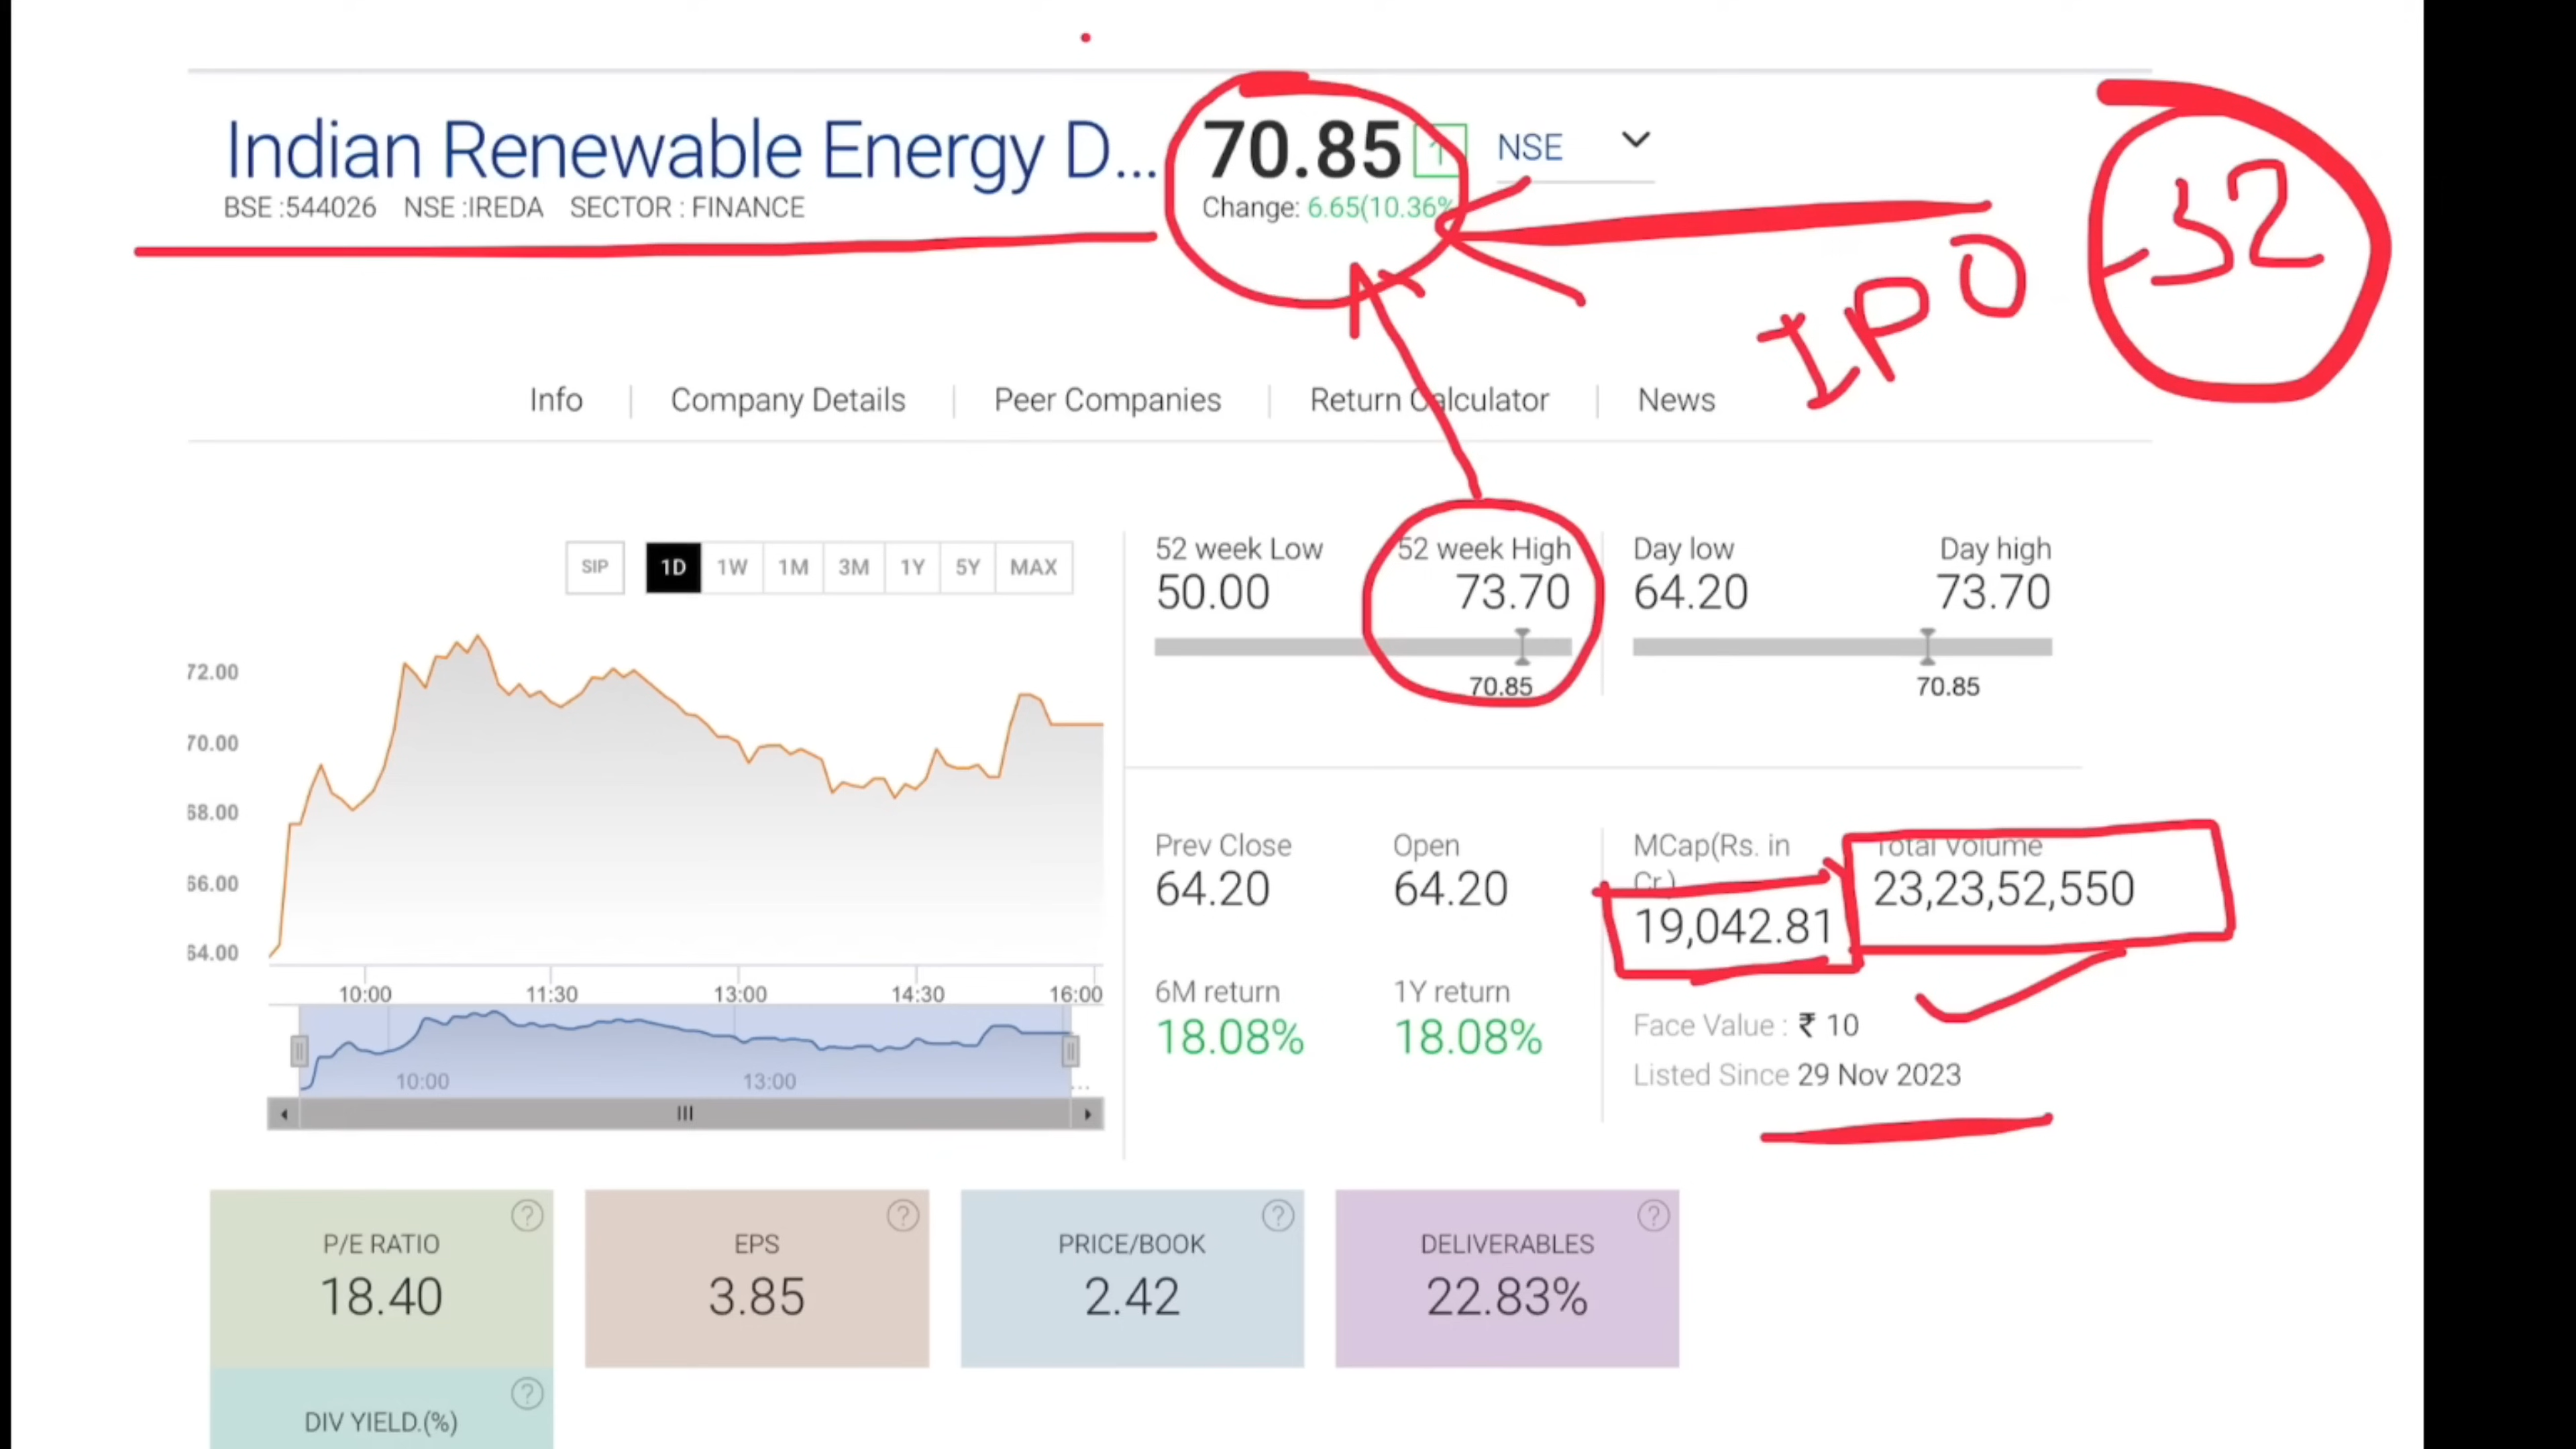 Indian Renewable Energy D...
70.85
NSE
BSE :544026 NSE :IREDA SECTOR : FINANCE
Change: 6.65(10.36%
IPO
32
Info
Company Details
Peer Companies
Return Calculator
News
SIP
1D
1W
1M
3M
1Y
5Y
MAX
52 week Low
50.00
52 week High
73.70
70.85
Day low
64.20
Day high
73.70
70.85
72.00
70.00
68.00
66.00
64.00
10:00
11:30
13:00
14:30
16:00
10:00
13:00
...
Prev Close
64.20
Open
64.20
MCap(Rs. in
Cr.)
19,042.81
Total Volume
23,23,52,550
6M return
18.08%
1Y return
18.08%
Face Value : ₹ 10
Listed Since 29 Nov 2023
P/E RATIO
18.40
EPS
3.85
PRICE/BOOK
2.42
DELIVERABLES
22.83%
DIV YIELD.(%)